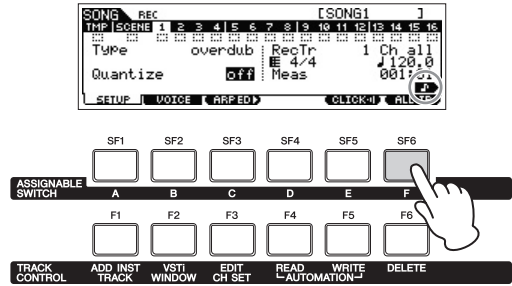 SONG REC [SONG1 ]
TMP SCENE 1 2 3 4 5 6 7 8 9 10 11 12 13 14 15 16
Type overdub RecTr 1 Ch all
4/4 ♩120.0
Quantize off Meas 001:01
SETUP VOICE ARP ED CLICK
SF1 SF2 SF3 SF4 SF5 SF6
ASSIGNABLE SWITCH A B C D E F
F1 F2 F3 F4 F5 F6
TRACK CONTROL ADD INST TRACK VSTi WINDOW EDIT CH SET READ WRITE AUTOMATION DELETE